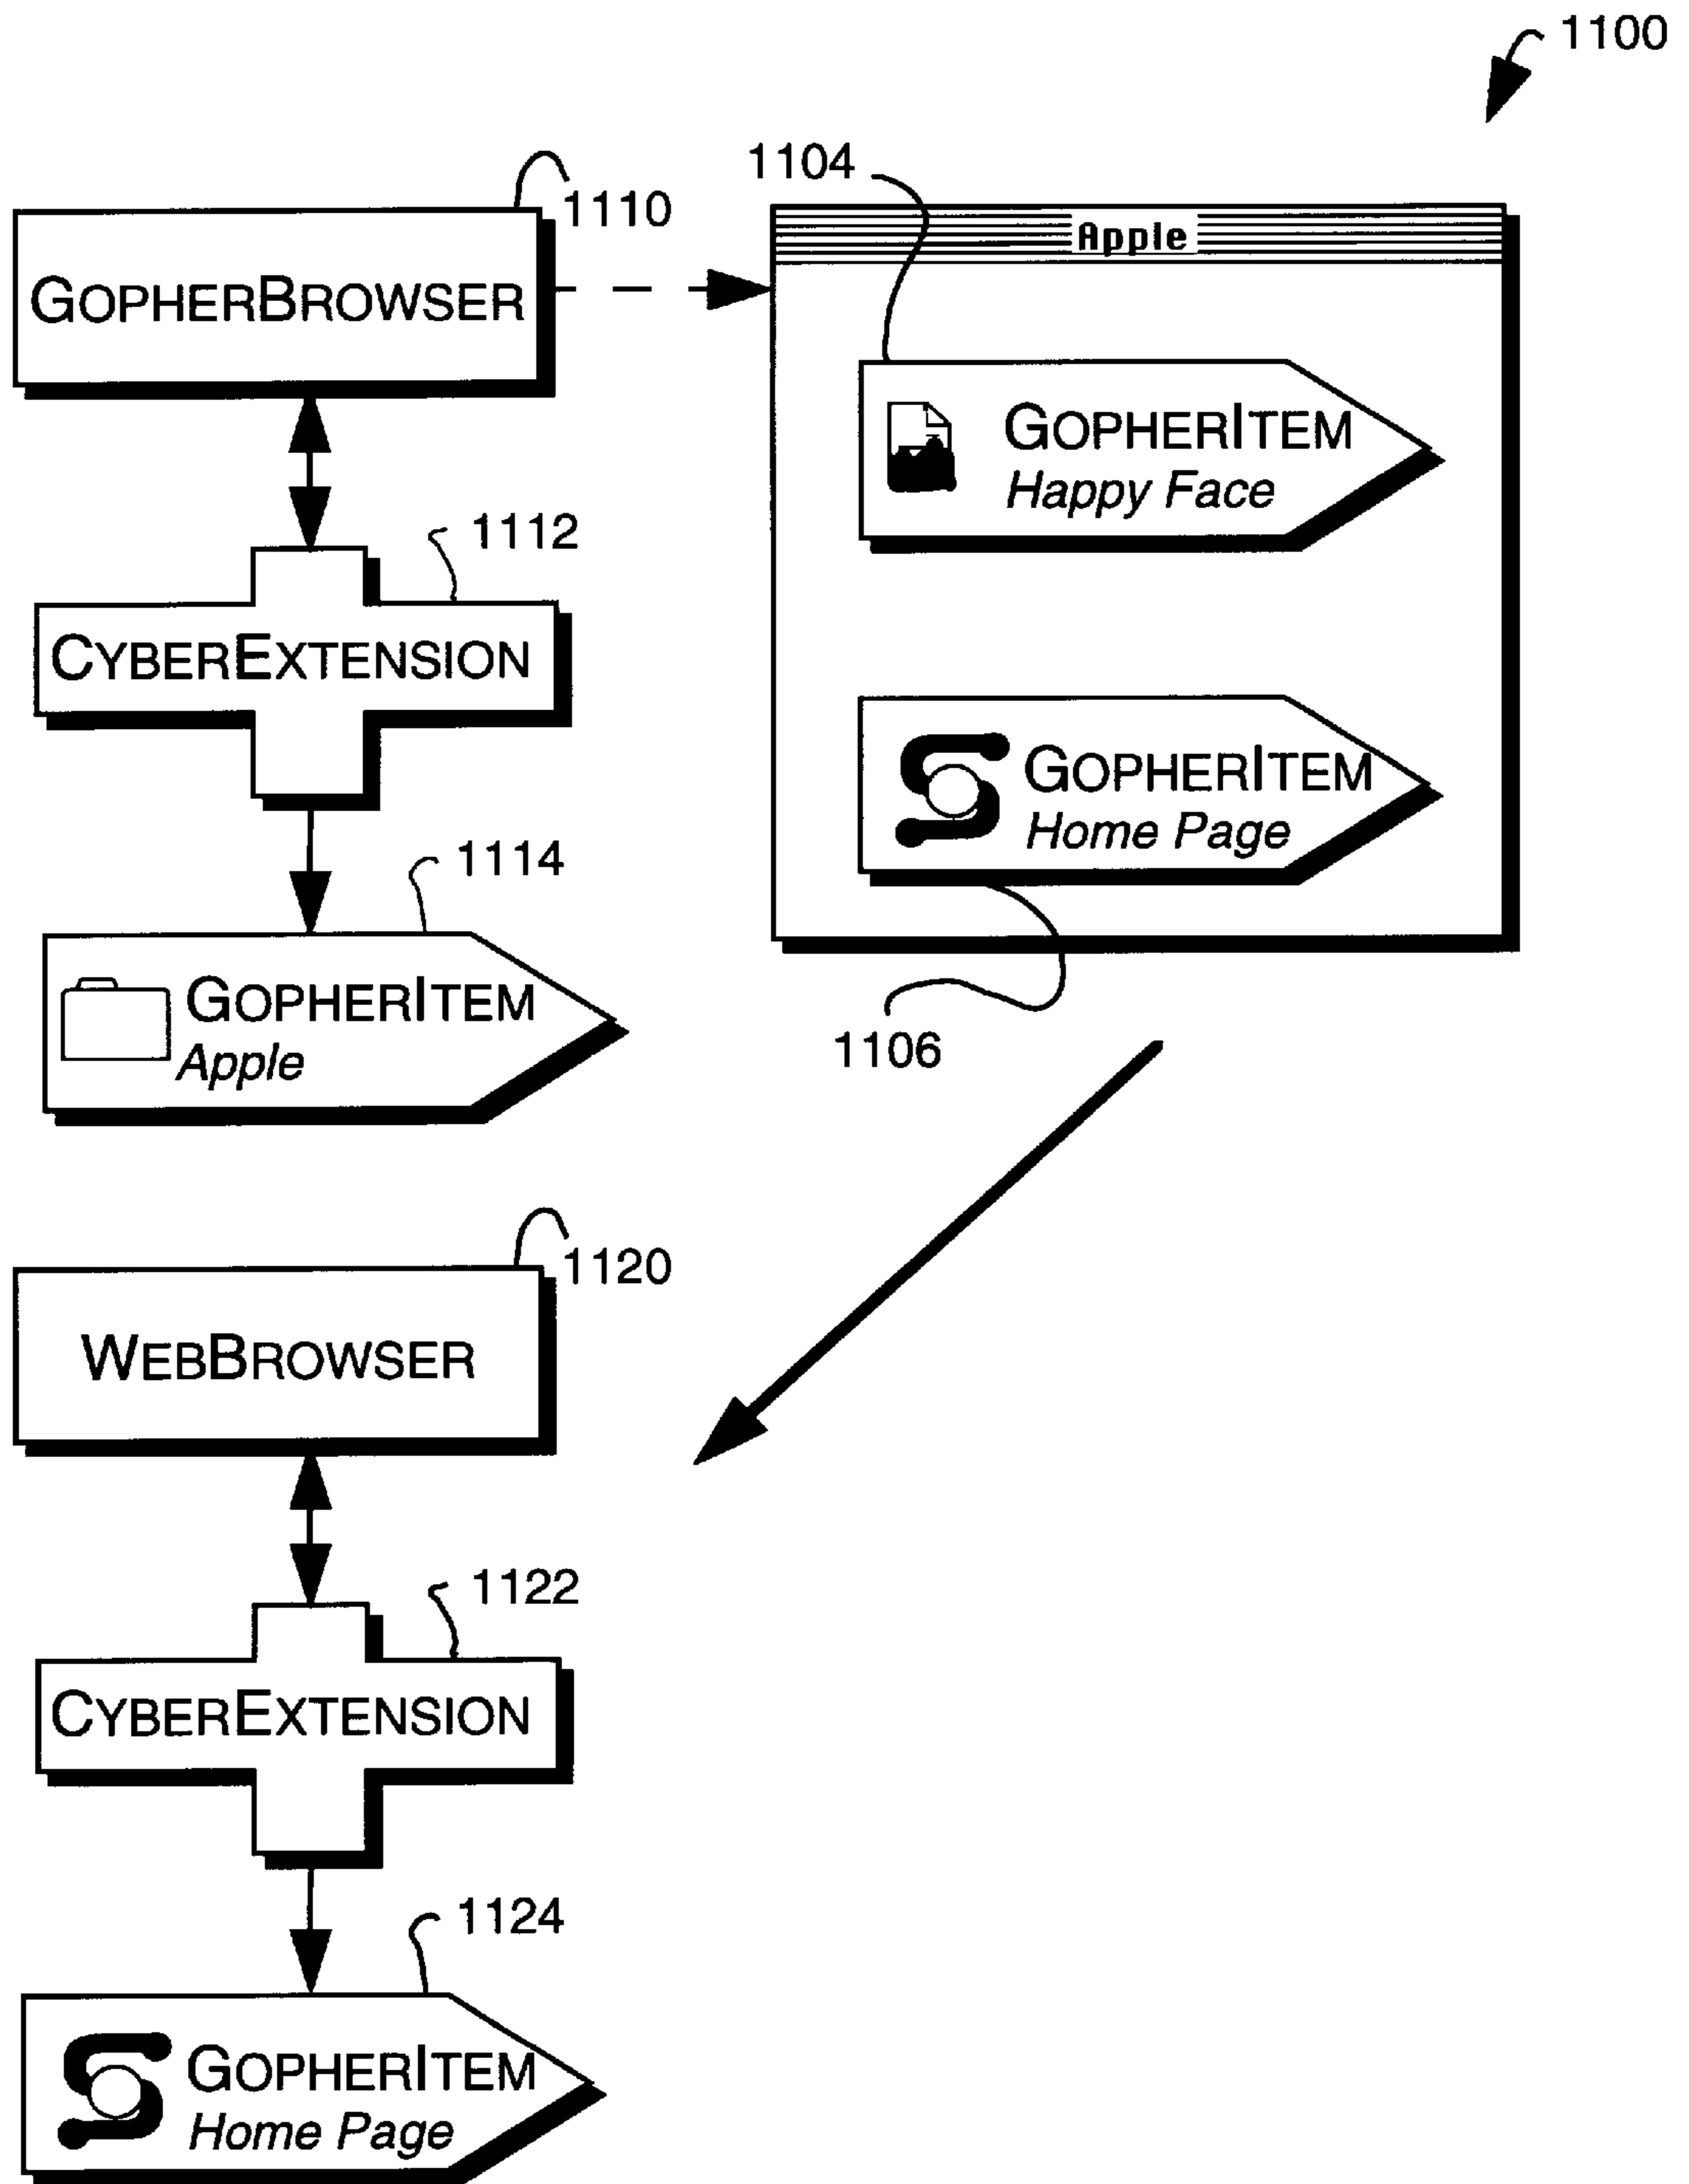 1100
1104
1110
Apple
GOPHERBROWSER
GOPHERITEM
Happy Face
1112
CYBEREXTENSION
GOPHERITEM
Home Page
1114
GOPHERITEM
Apple
1106
1120
WEBBROWSER
1122
CYBEREXTENSION
1124
GOPHERITEM
Home Page